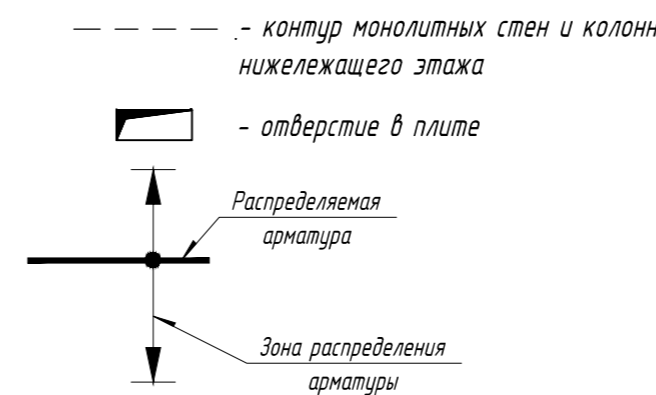 - контур монолитных стен и колонн
нижележащего этажа
- отверстие в плите
Распределяемая
арматура
Зона распределения
арматуры